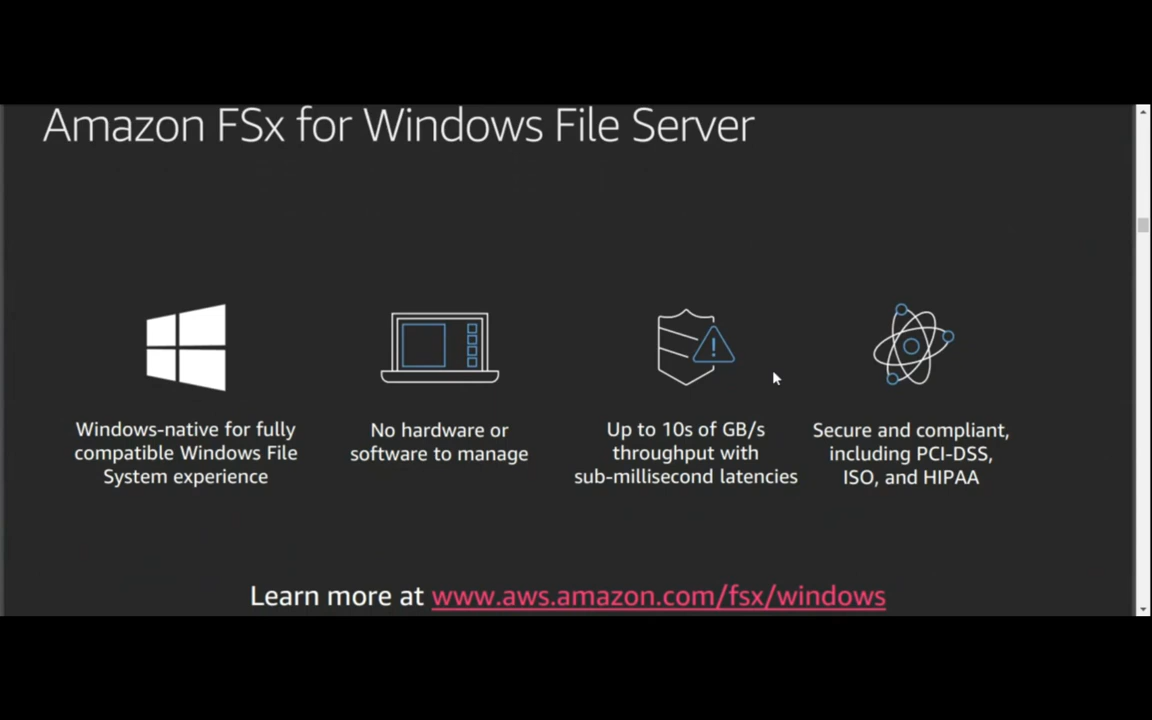 Amazon FSx for Windows File Server
Windows-native for fully
compatible Windows File
System experience
No hardware or
software to manage
Up to 10s of GB/s
throughput with
sub-millisecond latencies
Secure and compliant,
including PCI-DSS,
ISO, and HIPAA
Learn more at www.aws.amazon.com/fsx/windows